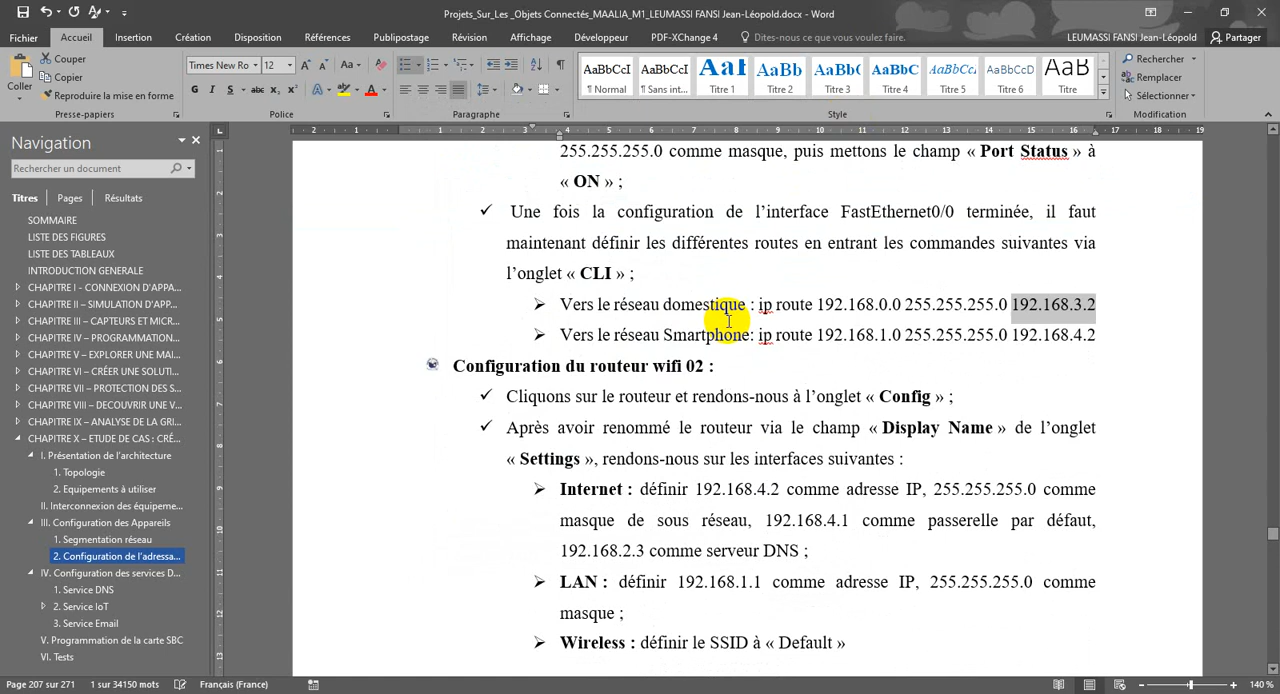 Projets_Sur_Les _Objets Connectés_MAALIA_M1_LEUMASSI FANSI Jean-Léopold.docx - Word
Fichier Accueil Insertion Création Disposition Références Publipostage Révision Affichage Développeur PDF-XChange 4 Dites-nous ce que vous voulez faire. LEUMASSI FANSI Jean-Léopold Partager
Coller
Couper
Copier
Reproduire la mise en forme
Presse-papiers
Times New Ro 12
Police
Paragraphe
AaBbCcI AaBbCcI AaBl AaBbC AaBb( AaBbC AaBbCcI AaBbCcD AaBb
¶ Normal ¶ Sans int... Titre 1 Titre 2 Titre 3 Titre 4 Titre 5 Titre 6 Titre
Style
Rechercher
Remplacer
Sélectionner
Modification
Navigation
Rechercher dans le document
Titres Pages Résultats
SOMMAIRE
LISTE DES FIGURES
LISTE DES TABLEAUX
INTRODUCTION GENERALE
CHAPITRE I - CONNEXION D'APPA...
CHAPITRE II – SIMULATION D'APP...
CHAPITRE III – CAPTEURS ET MICR...
CHAPITRE IV – PROGRAMMATION...
CHAPITRE V – EXPLORER UNE MAI...
CHAPITRE VI – CRÉER UNE SOLUTI...
CHAPITRE VII – PROTECTION DES S...
CHAPITRE VIII – DECOUVRIR UNE V...
CHAPITRE IX – ANALYSE DE LA GRI...
CHAPITRE X – ETUDE DE CAS : CRÉ...
I. Présentation de l'architecture
1. Topologie
2. Equipements à utiliser
II. Interconnexion des équipeme...
III. Configuration des Appareils
1. Segmentation réseau
2. Configuration de l'adressa...
IV. Configuration des services D...
1. Service DNS
2. Service IoT
3. Service Email
V. Programmation de la carte SBC
VI. Tests
255.255.255.0 comme masque, puis mettons le champ « Port Status » à
« ON » ;
Une fois la configuration de l'interface FastEthernet0/0 terminée, il faut
maintenant définir les différentes routes en entrant les commandes suivantes via
l'onglet « CLI » ;
Vers le réseau domestique : ip route 192.168.0.0 255.255.255.0 192.168.3.2
Vers le réseau Smartphone: ip route 192.168.1.0 255.255.255.0 192.168.4.2
Configuration du routeur wifi 02 :
Cliquons sur le routeur et rendons-nous à l'onglet « Config » ;
Après avoir renommé le routeur via le champ « Display Name » de l'onglet
« Settings », rendons-nous sur les interfaces suivantes :
Internet : définir 192.168.4.2 comme adresse IP, 255.255.255.0 comme
masque de sous réseau, 192.168.4.1 comme passerelle par défaut,
192.168.2.3 comme serveur DNS ;
LAN : définir 192.168.1.1 comme adresse IP, 255.255.255.0 comme
masque ;
Wireless : définir le SSID à « Default »
Page 207 sur 271 1 sur 34150 mots Français (France) 140 %